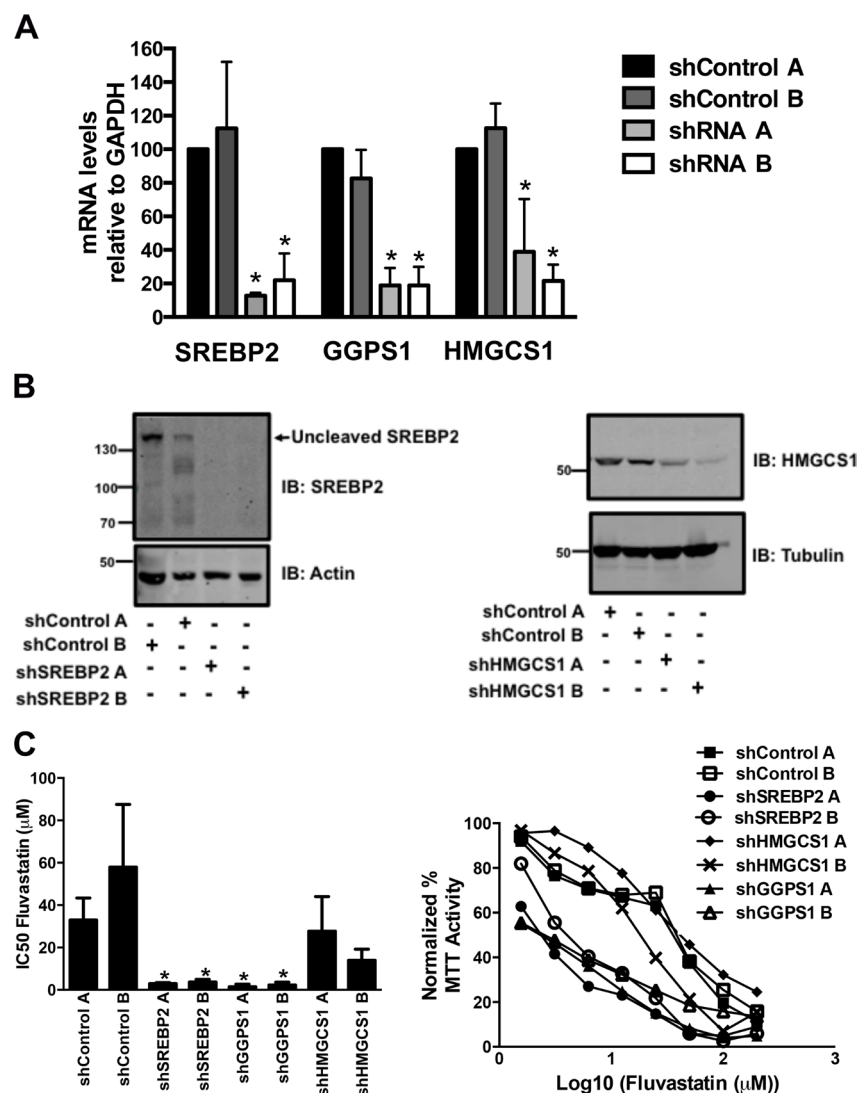 A
mRNA levels
relative to GAPDH
160
140
120
100
80
60
40
20
0
* * * * * *
SREBP2 GGPS1 HMGCS1
shControl A
shControl B
shRNA A
shRNA B
B
130
100
70
←Uncleaved SREBP2
IB: SREBP2
50
IB: Actin
shControl A - + - -
shControl B + - - -
shSREBP2 A - - + -
shSREBP2 B - - - +
50
IB: HMGCS1
50
IB: Tubulin
shControl A + - - -
shControl B - + - -
shHMGCS1 A - - + -
shHMGCS1 B - - - +
C
IC50 Fluvastatin (μM)
100
80
60
40
20
0
* * * *
shControl A
shControl B
shSREBP2 A
shSREBP2 B
shGGPS1 A
shGGPS1 B
shHMGCS1 A
shHMGCS1 B
Normalized %
MTT Activity
100
80
60
40
20
0
0 1 2 3
Log10 (Fluvastatin (μM))
shControl A
shControl B
shSREBP2 A
shSREBP2 B
shHMGCS1 A
shHMGCS1 B
shGGPS1 A
shGGPS1 B